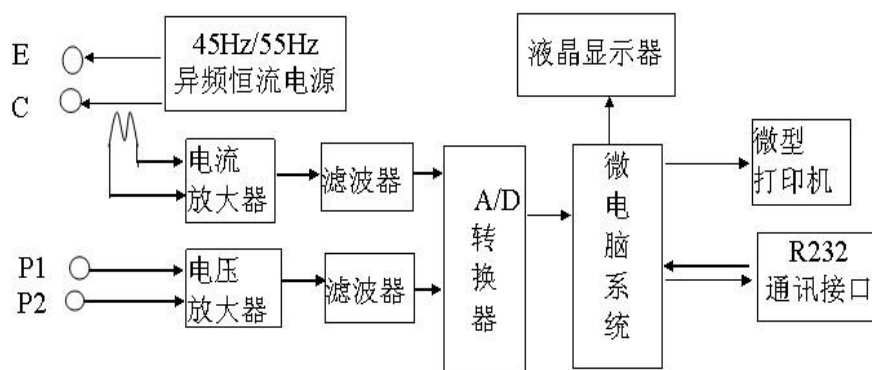 E
C
45Hz/55Hz
异频恒流电源
液晶显示器
电流
放大器
滤波器
A/D
转
换
器
微
电
脑
系
统
微型
打印机
P1
P2
电压
放大器
滤波器
R232
通讯接口